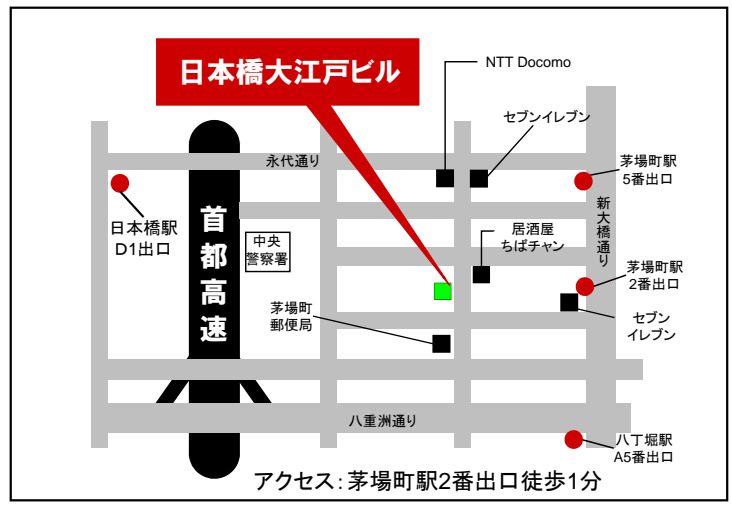 日本橋大江戸ビル
NTT Docomo
セブンイレブン
永代通り
茅場町駅
5番出口
日本橋駅
D1出口
首都高速
中央
警察署
居酒屋
ちばチャン
新大橋通り
茅場町駅
2番出口
茅場町
郵便局
セブン
イレブン
八重洲通り
八丁堀駅
A5番出口
アクセス：茅場町駅2番出口徒歩1分